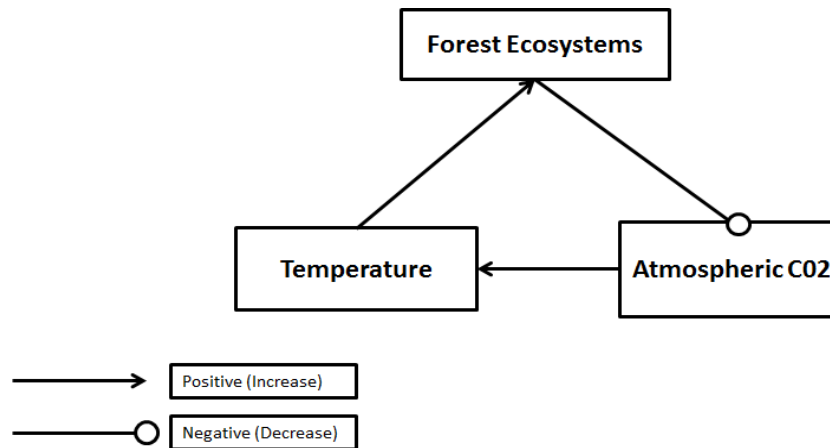 Forest Ecosystems
Temperature
Atmospheric C02
Positive (Increase)
Negative (Decrease)